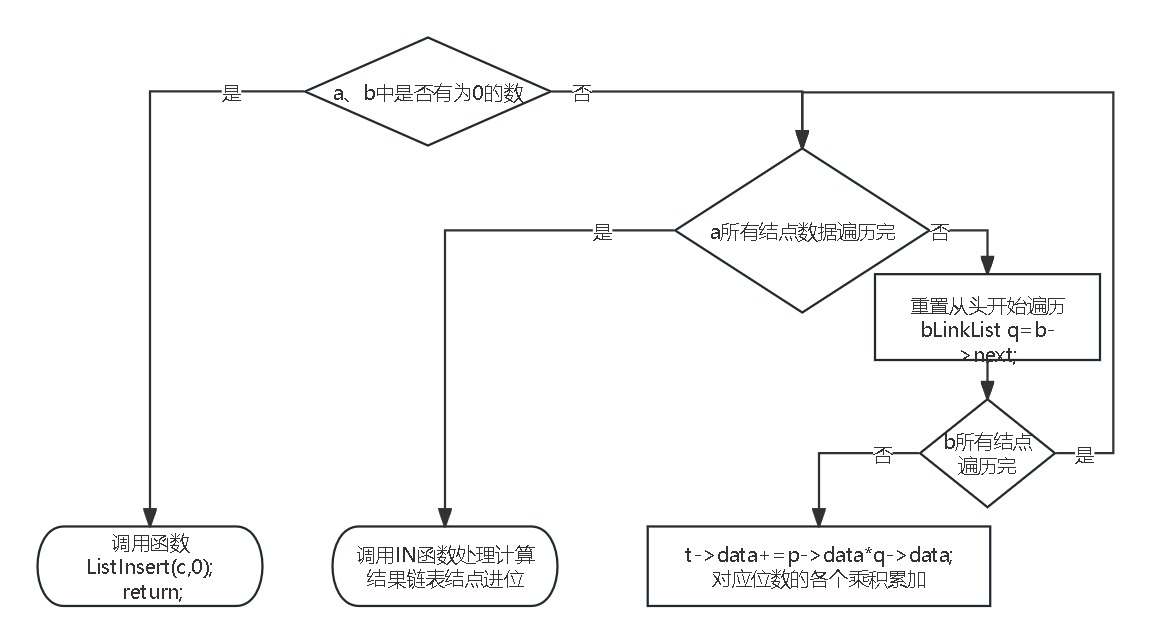 是
a、b中是否有为0的数
否
是
a所有结点数据遍历完
否
重置从头开始遍历
bLinkList q=b-
>next;
否
b所有结点
遍历完
是
调用函数
ListInsert(c,0);
return;
调用IN函数处理计算
结果链表结点进位
t->data+=p->data*q->data;
对应位数的各个乘积累加